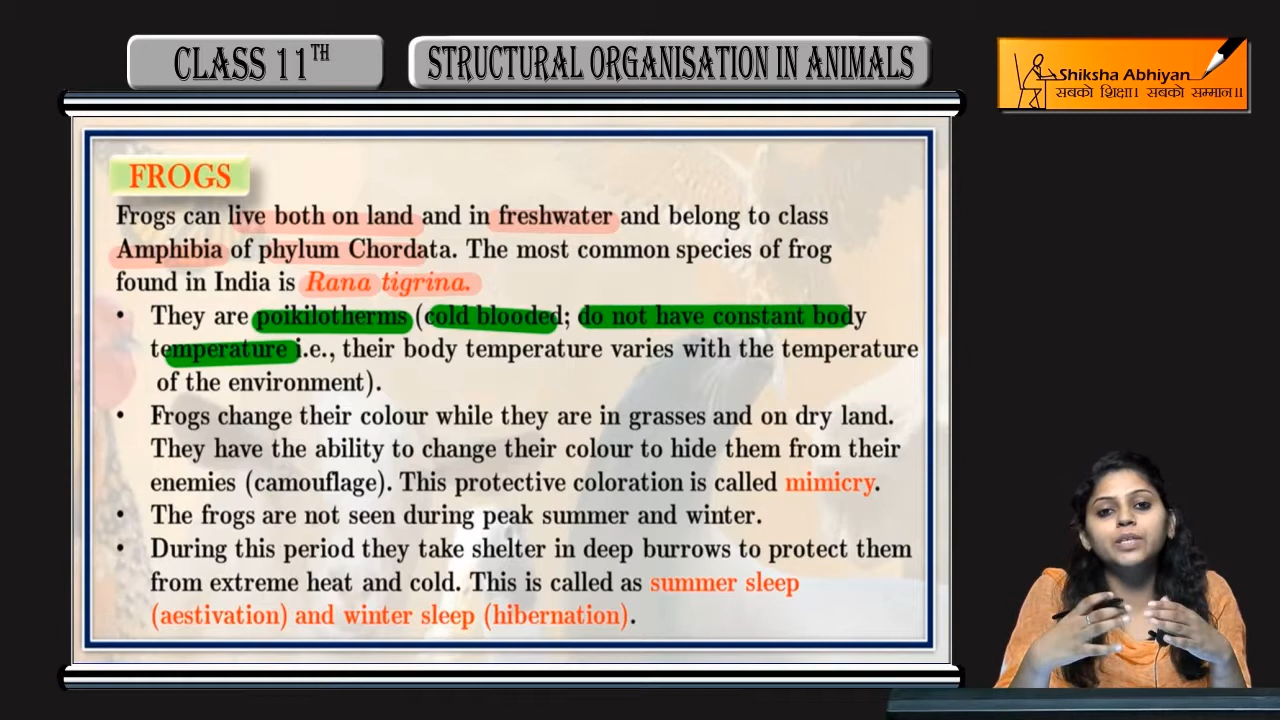 CLASS 11TH
STRUCTURAL ORGANISATION IN ANIMALS
Shiksha Abhiyan
सबको शिक्षा। सबको सम्मान॥
FROGS
Frogs can live both on land and in freshwater and belong to class
Amphibia of phylum Chordata. The most common species of frog
found in India is Rana tigrina.
• They are poikilotherms (cold blooded; do not have constant body
temperature i.e., their body temperature varies with the temperature
of the environment).
• Frogs change their colour while they are in grasses and on dry land.
They have the ability to change their colour to hide them from their
enemies (camouflage). This protective coloration is called mimicry.
• The frogs are not seen during peak summer and winter.
• During this period they take shelter in deep burrows to protect them
from extreme heat and cold. This is called as summer sleep
(aestivation) and winter sleep (hibernation).